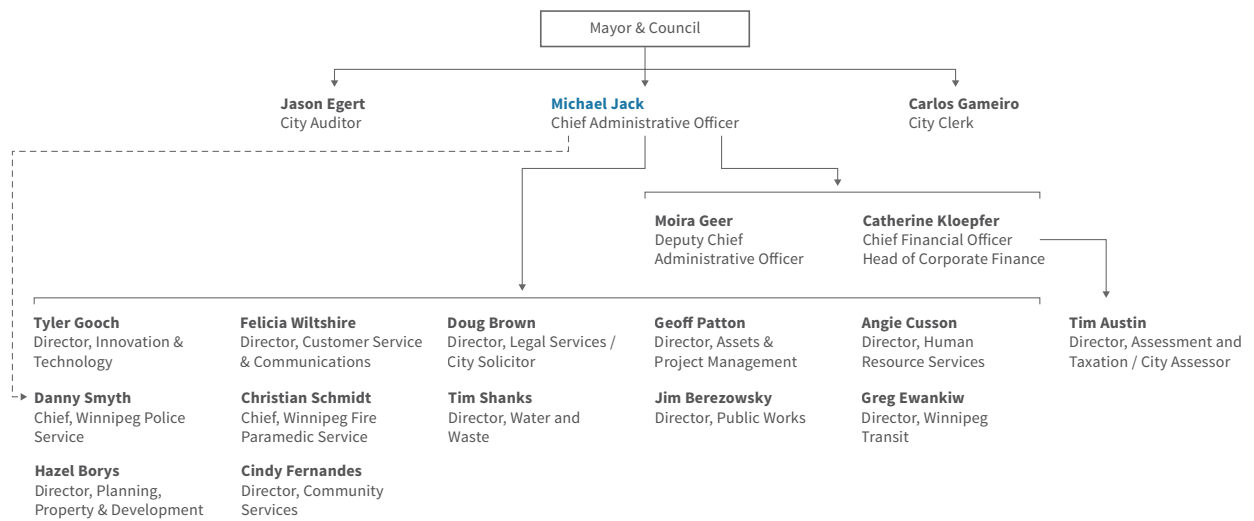 Mayor & Council
Jason Egert
City Auditor
Michael Jack
Chief Administrative Officer
Carlos Gameiro
City Clerk
Moira Geer
Deputy Chief
Administrative Officer
Catherine Kloepfer
Chief Financial Officer
Head of Corporate Finance
Tyler Gooch
Director, Innovation &
Technology
Felicia Wiltshire
Director, Customer Service
& Communications
Doug Brown
Director, Legal Services /
City Solicitor
Geoff Patton
Director, Assets &
Project Management
Angie Cusson
Director, Human
Resource Services
Tim Austin
Director, Assessment and
Taxation / City Assessor
Danny Smyth
Chief, Winnipeg Police
Service
Christian Schmidt
Chief, Winnipeg Fire
Paramedic Service
Tim Shanks
Director, Water and
Waste
Jim Berezowsky
Director, Public Works
Greg Ewankiw
Director, Winnipeg
Transit
Hazel Borys
Director, Planning,
Property & Development
Cindy Fernandes
Director, Community
Services